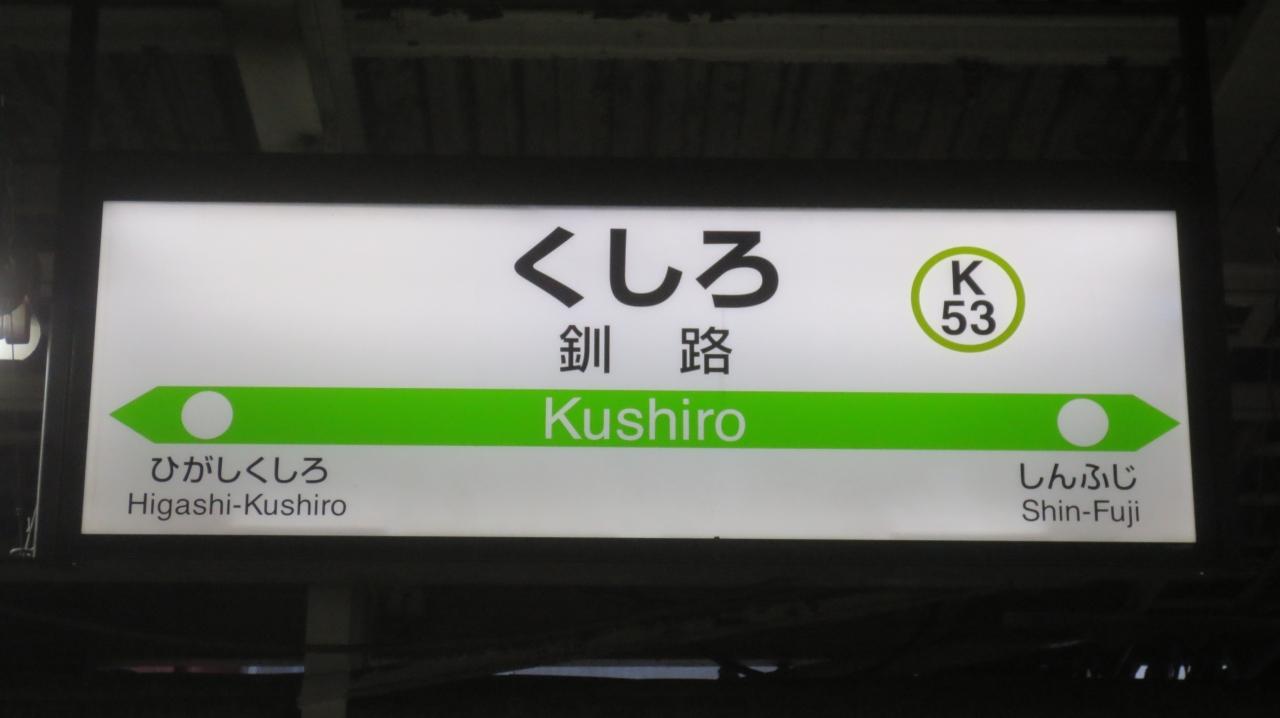 くしろ
釧路
K
53
Kushiro
ひがしくしろ
Higashi-Kushiro
しんふじ
Shin-Fuji